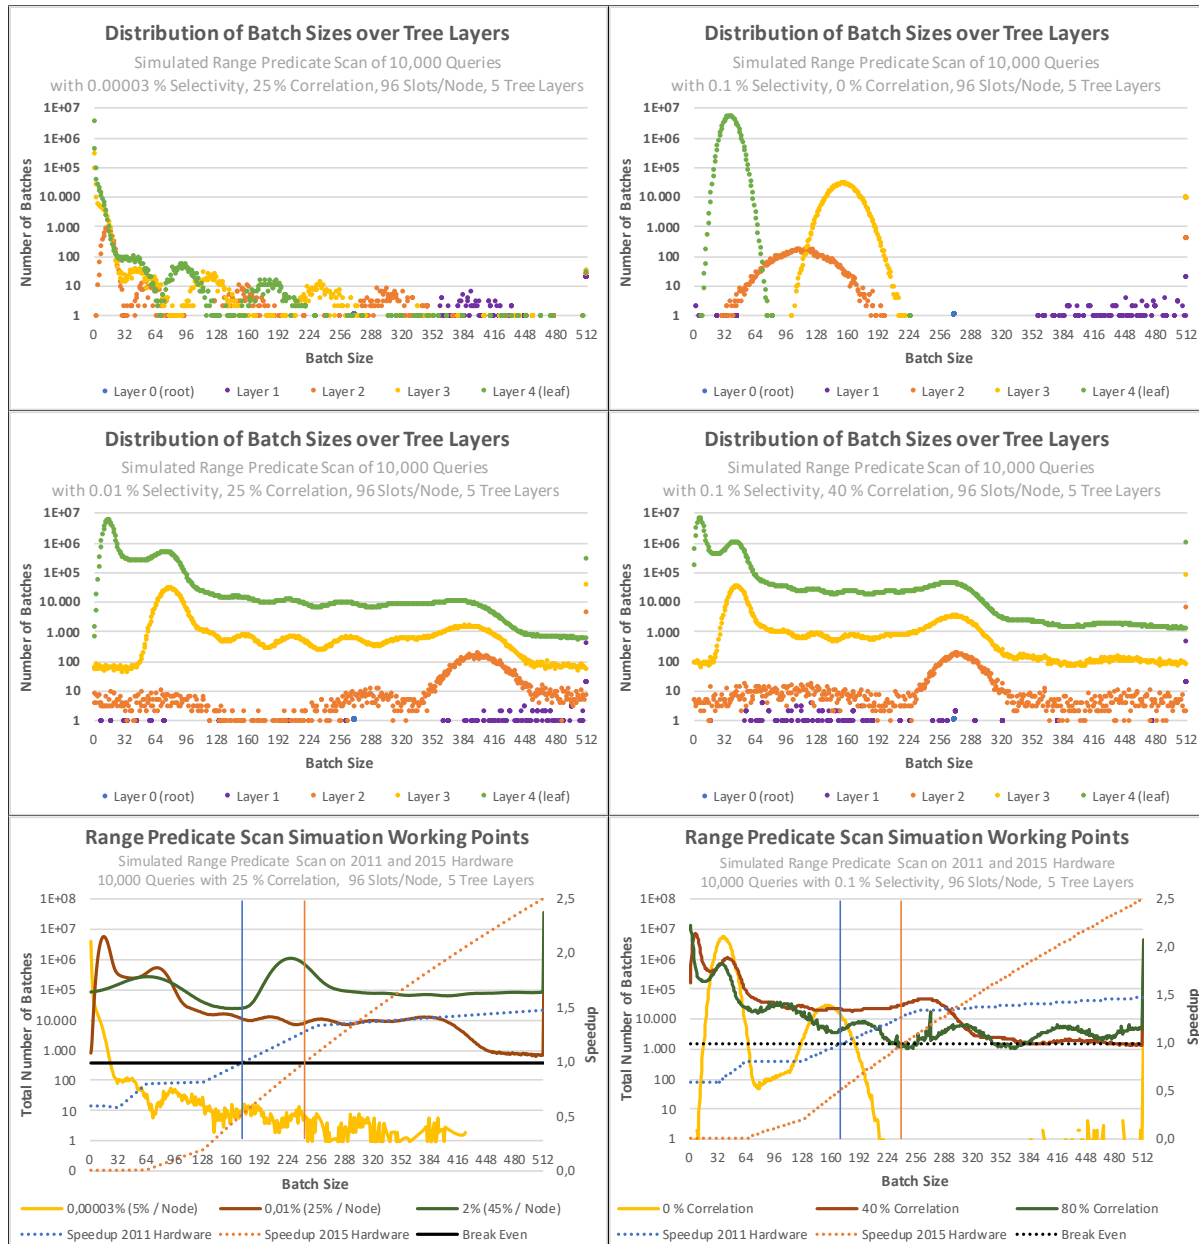 Distribution of Batch Sizes over Tree Layers
Simulated Range Predicate Scan of 10,000 Queries
with 0.00003 % Selectivity, 25 % Correlation, 96 Slots/Node, 5 Tree Layers
Number of Batches
1E+07
1E+06
1E+05
10.000
1.000
100
10
1
0 32 64 96 128 160 192 224 256 288 320 352 384 416 448 480 512
Batch Size
Layer 0 (root) Layer 1 Layer 2 Layer 3 Layer 4 (leaf)
Distribution of Batch Sizes over Tree Layers
Simulated Range Predicate Scan of 10,000 Queries
with 0.1 % Selectivity, 0 % Correlation, 96 Slots/Node, 5 Tree Layers
Number of Batches
1E+07
1E+06
1E+05
10.000
1.000
100
10
1
0 32 64 96 128 160 192 224 256 288 320 352 384 416 448 480 512
Batch Size
Layer 0 (root) Layer 1 Layer 2 Layer 3 Layer 4 (leaf)
Distribution of Batch Sizes over Tree Layers
Simulated Range Predicate Scan of 10,000 Queries
with 0.01 % Selectivity, 25 % Correlation, 96 Slots/Node, 5 Tree Layers
Number of Batches
1E+07
1E+06
1E+05
10.000
1.000
100
10
1
0 32 64 96 128 160 192 224 256 288 320 352 384 416 448 480 512
Batch Size
Layer 0 (root) Layer 1 Layer 2 Layer 3 Layer 4 (leaf)
Distribution of Batch Sizes over Tree Layers
Simulated Range Predicate Scan of 10,000 Queries
with 0.1 % Selectivity, 40 % Correlation, 96 Slots/Node, 5 Tree Layers
Number of Batches
1E+07
1E+06
1E+05
10.000
1.000
100
10
1
0 32 64 96 128 160 192 224 256 288 320 352 384 416 448 480 512
Batch Size
Layer 0 (root) Layer 1 Layer 2 Layer 3 Layer 4 (leaf)
Range Predicate Scan Simuation Working Points
Simulated Range Predicate Scan on 2011 and 2015 Hardware
10,000 Queries with 25 % Correlation, 96 Slots/Node, 5 Tree Layers
Total Number of Batches
1E+08
1E+07
1E+06
1E+05
10.000
1.000
100
10
1
0
2,5
2,0
1,5
1,0
0,5
0,0
Speedup
0 32 64 96 128 160 192 224 256 288 320 352 384 416 448 480 512
Batch Size
0,00003% (5% / Node) 0,01% (25% / Node) 2% (45% / Node)
Speedup 2011 Hardware Speedup 2015 Hardware Break Even
Range Predicate Scan Simuation Working Points
Simulated Range Predicate Scan on 2011 and 2015 Hardware
10,000 Queries with 0.1 % Selectivity, 96 Slots/Node, 5 Tree Layers
Total Number of Batches
1E+08
1E+07
1E+06
1E+05
10.000
1.000
100
10
1
2,5
2,0
1,5
1,0
0,5
0,0
Speedup
0 32 64 96 128 160 192 224 256 288 320 352 384 416 448 480 512
Batch Size
0 % Correlation 40 % Correlation 80 % Correlation
Speedup 2011 Hardware Speedup 2015 Hardware Break Even